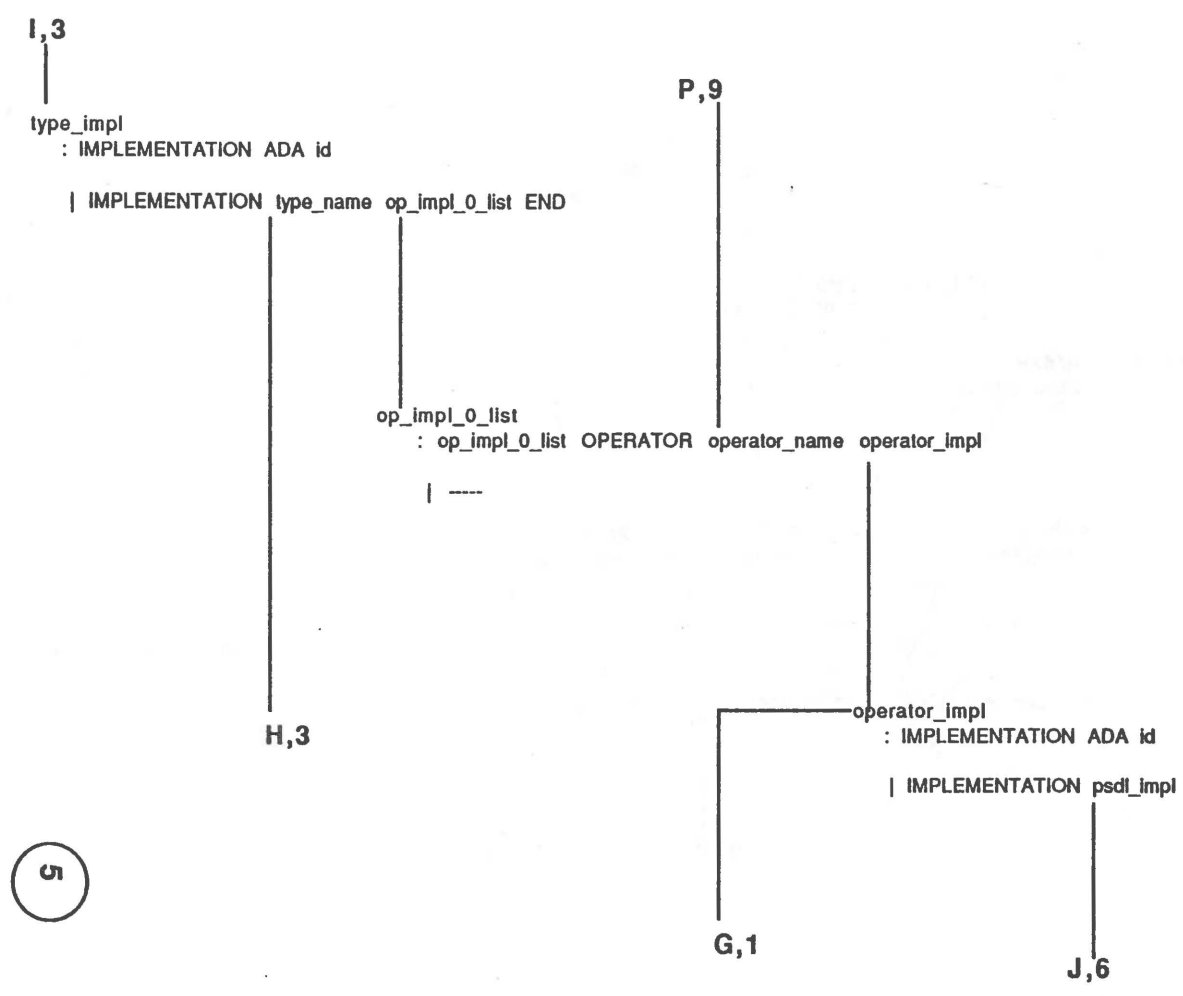 I,3
P,9
type_impl
: IMPLEMENTATION ADA id
| IMPLEMENTATION type_name op_impl_0_list END
op_impl_0_list
: op_impl_0_list OPERATOR operator_name operator_impl
| -----
operator_impl
H,3
: IMPLEMENTATION ADA id
| IMPLEMENTATION psdl_impl
5
G,1
J,6